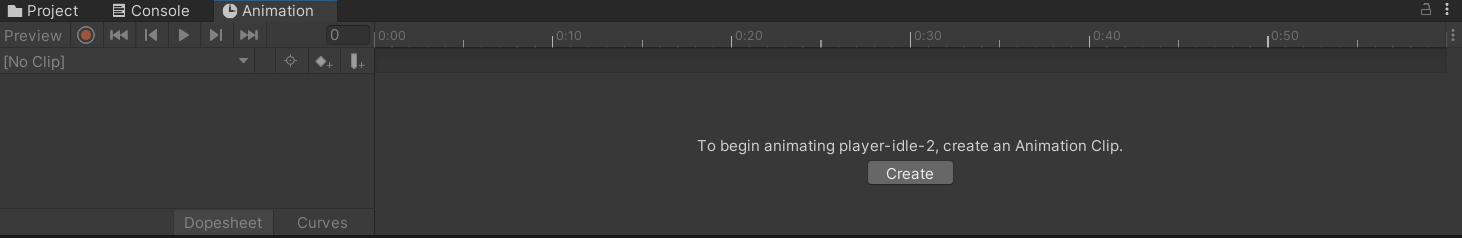 Project Console Animation
Preview 0 0:00 0:10 0:20 0:30 0:40 0:50
[No Clip]
To begin animating player-idle-2, create an Animation Clip.
Create
Dopesheet Curves